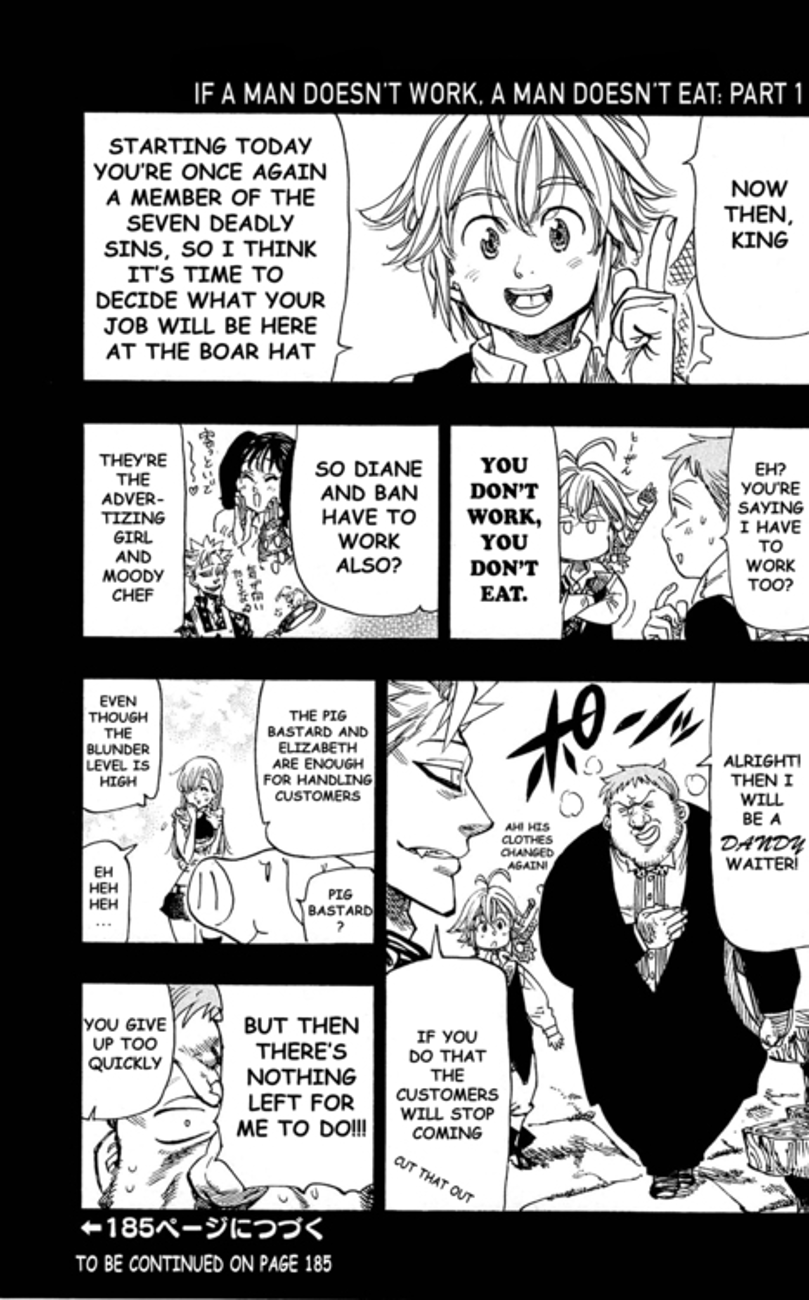 IF A MAN DOESN'T WORK, A MAN DOESN'T EAT: PART 1
NOW
THEN,
KING
STARTING TODAY
YOU'RE ONCE AGAIN
A MEMBER OF THE
SEVEN DEADLY
SINS, SO I THINK
IT'S TIME TO
DECIDE WHAT YOUR
JOB WILL BE HERE
AT THE BOAR HAT
EH?
YOU'RE
SAYING
I HAVE
TO
WORK
TOO?
YOU
DON'T
WORK,
YOU
DON'T
EAT.
SO DIANE
AND BAN
HAVE TO
WORK
ALSO?
THEY'RE
THE
ADVER-
TIZING
GIRL
AND
MOODY
CHEF
ALRIGHT!
THEN I
WILL
BE A
DANDY
WAITER!
AH! HIS
CLOTHES
CHANGED
AGAIN!
IF YOU
DO THAT
THE
CUSTOMERS
WILL STOP
COMING
CUT THAT OUT
THE PIG
BASTARD AND
ELIZABETH
ARE ENOUGH
FOR HANDLING
CUSTOMERS
PIG
BASTARD
?
EVEN
THOUGH
THE
BLUNDER
LEVEL IS
HIGH
EH
HEH
HEH
...
BUT THEN
THERE'S
NOTHING
LEFT FOR
ME TO DO!!!
YOU GIVE
UP TOO
QUICKLY
←185ページにつづく
TO BE CONTINUED ON PAGE 185